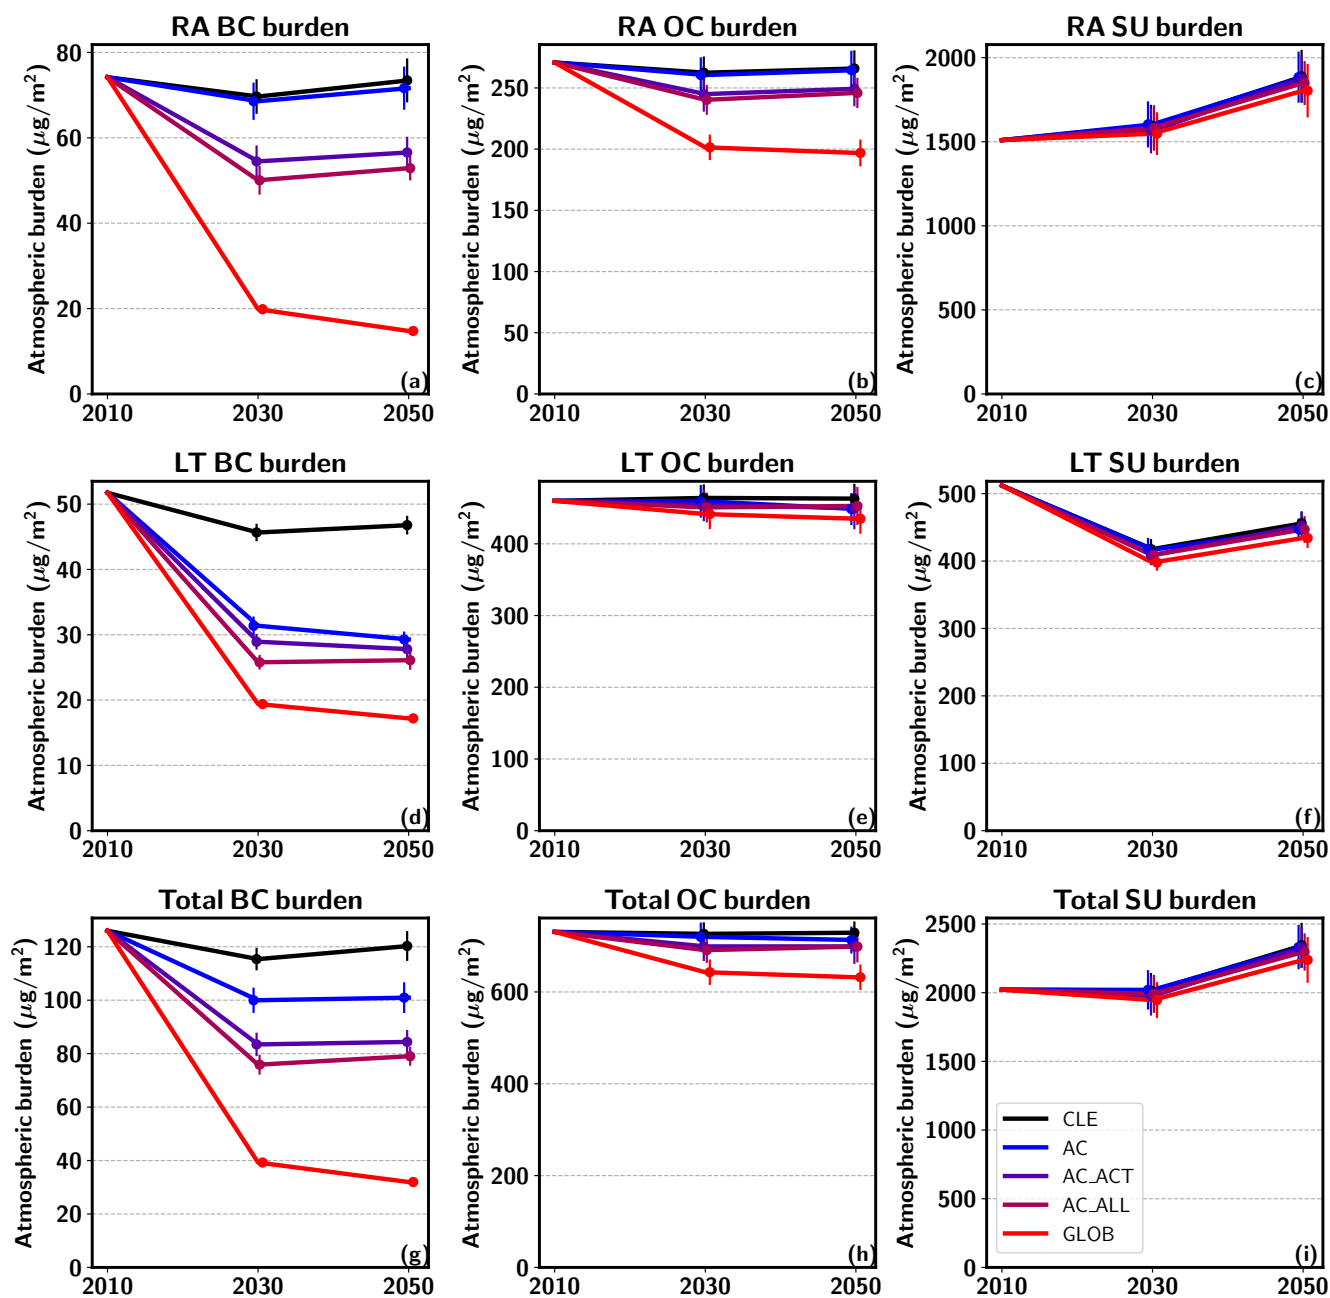 RA BC burden
RA OC burden
RA SU burden
Atmospheric burden (μg/m²)
80
60
40
20
0
2010 2030 2050
(a)
Atmospheric burden (μg/m²)
250
200
150
100
50
0
2010 2030 2050
(b)
Atmospheric burden (μg/m²)
2000
1500
1000
500
0
2010 2030 2050
(c)
LT BC burden
LT OC burden
LT SU burden
Atmospheric burden (μg/m²)
50
40
30
20
10
0
2010 2030 2050
(d)
Atmospheric burden (μg/m²)
400
300
200
100
0
2010 2030 2050
(e)
Atmospheric burden (μg/m²)
500
400
300
200
100
0
2010 2030 2050
(f)
Total BC burden
Total OC burden
Total SU burden
Atmospheric burden (μg/m²)
120
100
80
60
40
20
0
2010 2030 2050
(g)
Atmospheric burden (μg/m²)
600
400
200
0
2010 2030 2050
(h)
Atmospheric burden (μg/m²)
2500
2000
1500
1000
500
0
2010 2030 2050
CLE
AC
AC_ACT
AC_ALL
GLOB
(i)